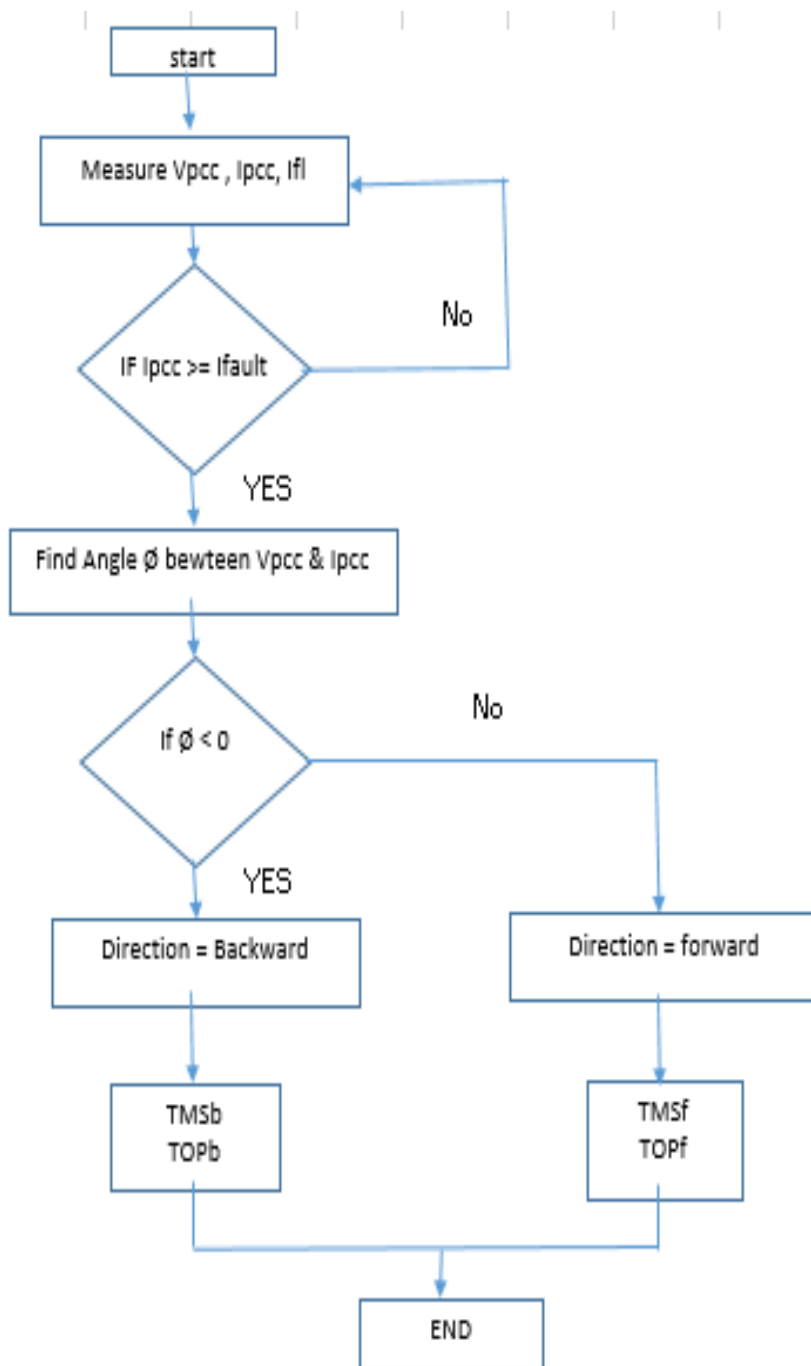 start
Measure Vpcc , Ipcc, Ifl
IF Ipcc >= Ifault
No
YES
Find Angle Ø bewteen Vpcc & Ipcc
If Ø < 0
No
YES
Direction = Backward
Direction = forward
TMSb
TOPb
TMSf
TOPf
END